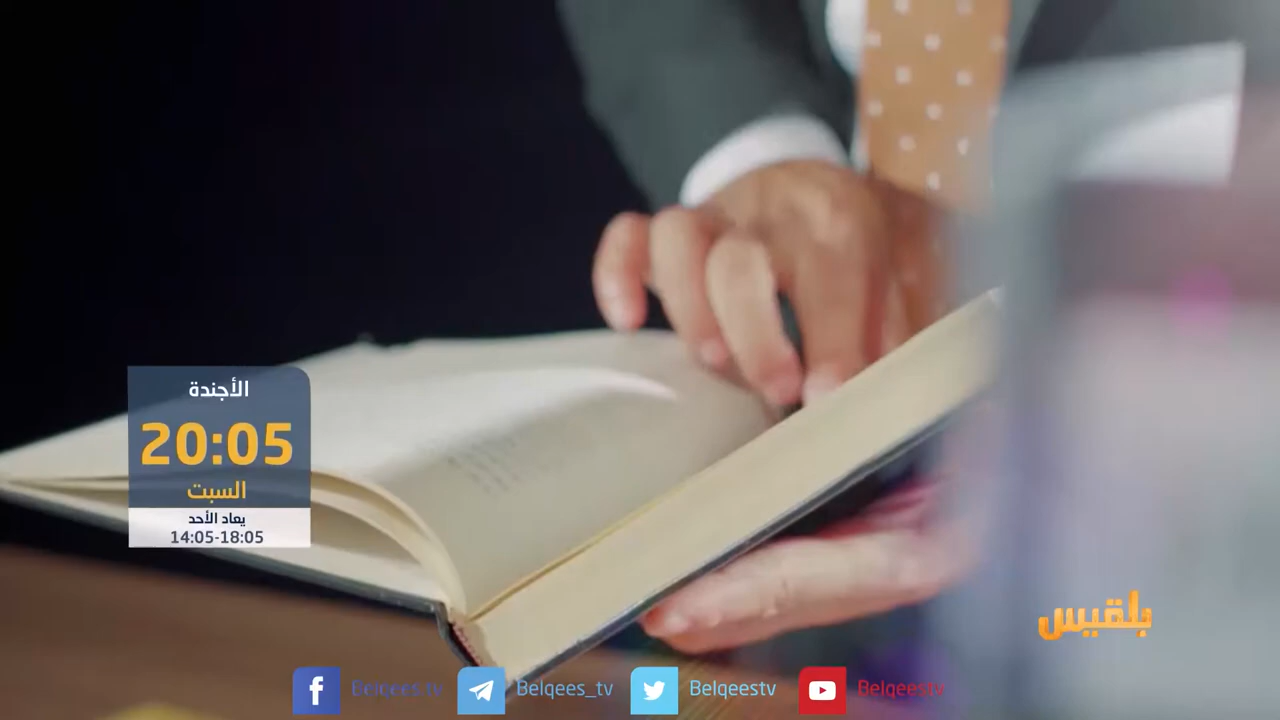 الأجندة
20:05
السبت
يعاد الأحد
14:05-18:05
بلقيس
Belqees.tv
Belqees_tv
Belqeestv
Belqeestv